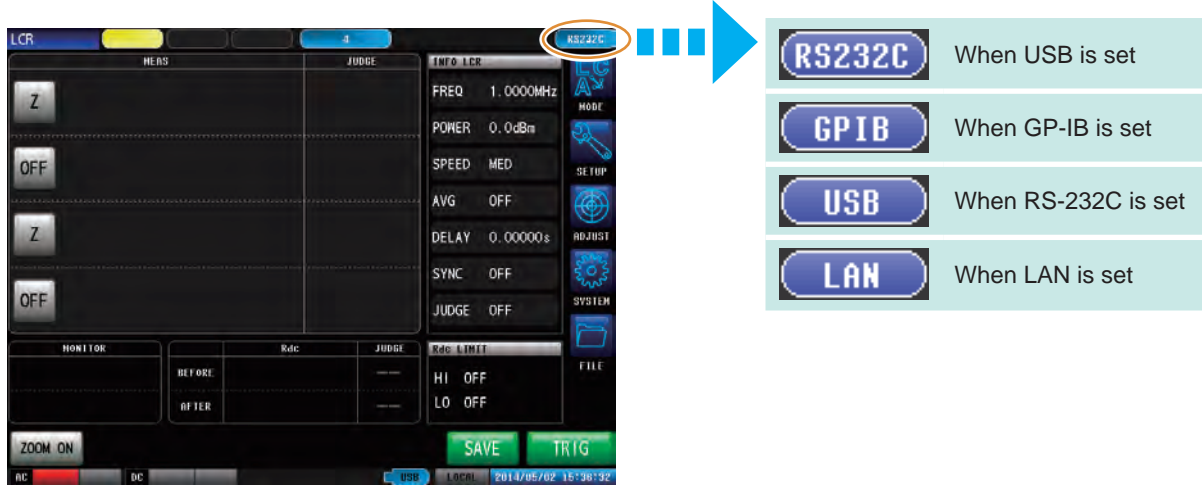 LCR
4
RS232C
MEAS JUDGE
Z
OFF
Z
OFF
INFO LCR
FREQ 1.0000MHz
POWER 0.0dBm
SPEED MED
AVG OFF
DELAY 0.00000s
SYNC OFF
JUDGE OFF
LC
A
MODE
SETUP
ADJUST
SYSTEM
FILE
MONITOR
Rdc JUDGE
BEFORE ---
AFTER ---
Rdc LIMIT
HI OFF
LO OFF
ZOOM ON
SAVE
TRIG
AC
DC
USB
LOCAL
2014/05/02 15:36:32
RS232C When USB is set
GPIB When GP-IB is set
USB When RS-232C is set
LAN When LAN is set